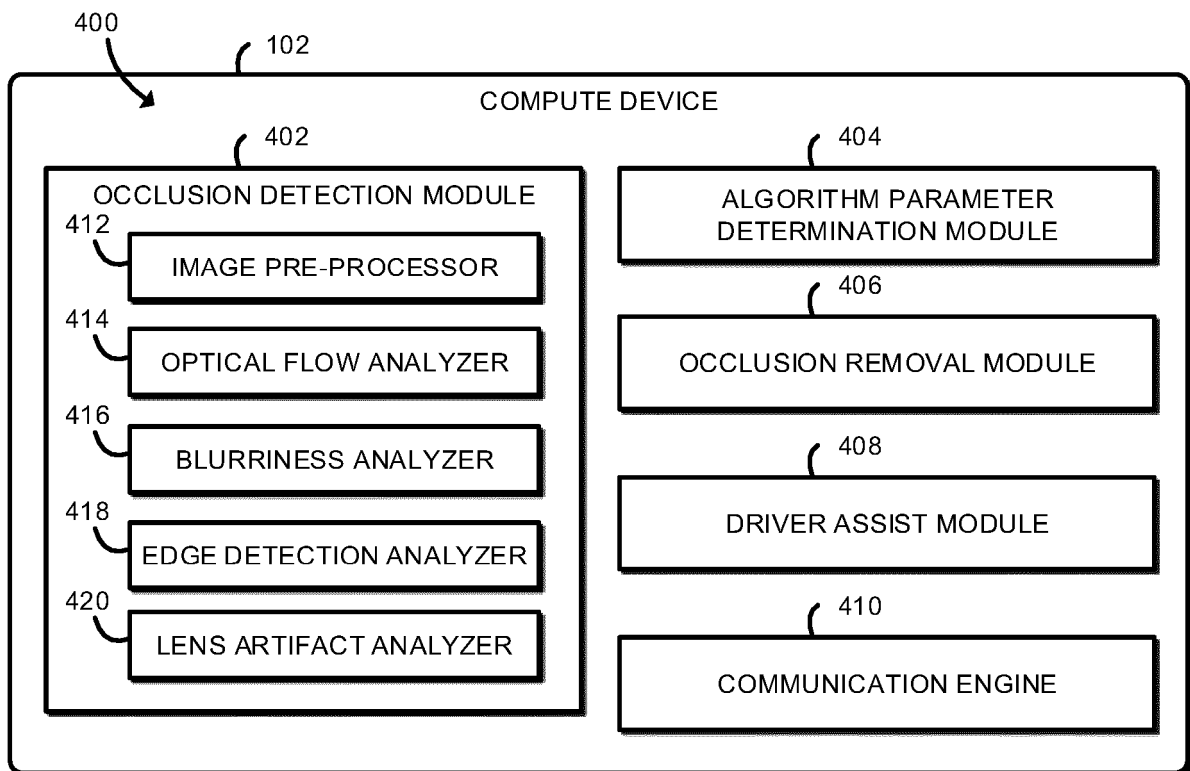 400
102
COMPUTE DEVICE
402
OCCLUSION DETECTION MODULE
412
IMAGE PRE-PROCESSOR
414
OPTICAL FLOW ANALYZER
416
BLURRINESS ANALYZER
418
EDGE DETECTION ANALYZER
420
LENS ARTIFACT ANALYZER
404
ALGORITHM PARAMETER
DETERMINATION MODULE
406
OCCLUSION REMOVAL MODULE
408
DRIVER ASSIST MODULE
410
COMMUNICATION ENGINE